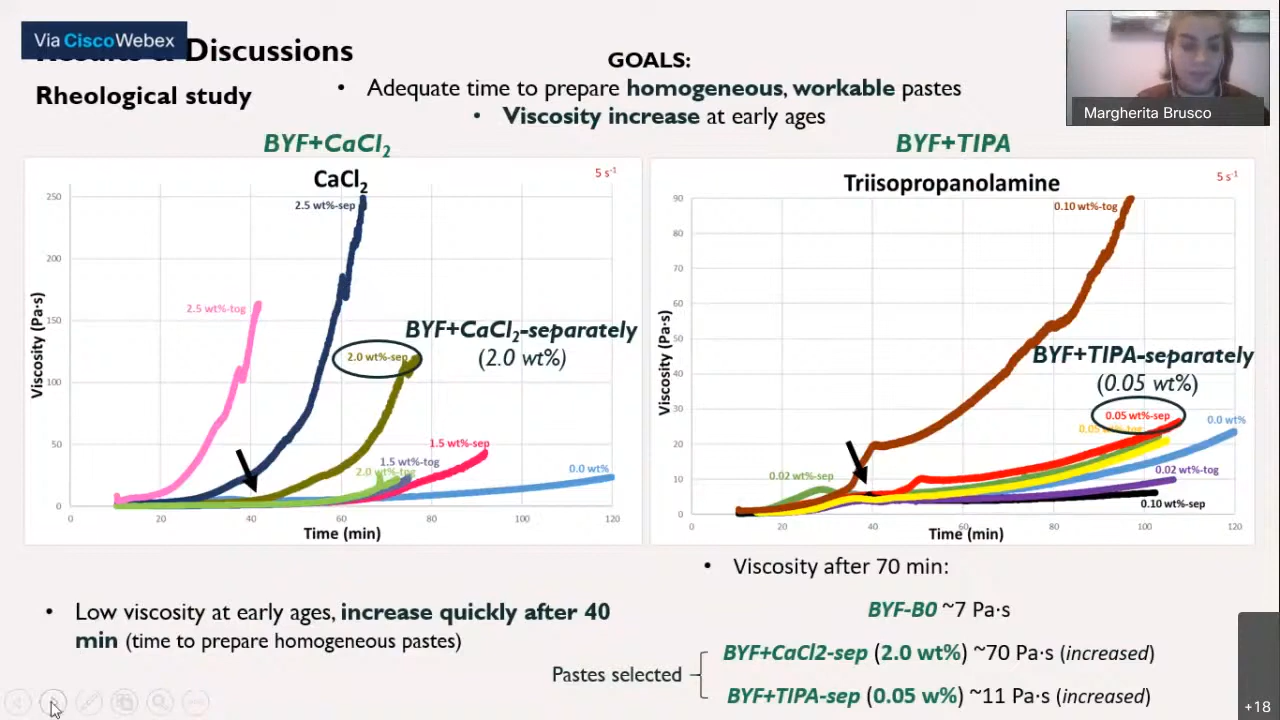 Via CiscoWebex
Results & Discussions
Rheological study
GOALS:
• Adequate time to prepare homogeneous, workable pastes
• Viscosity increase at early ages
Margherita Brusco
BYF+CaCl₂
CaCl₂
5 s⁻¹
250
200
150
100
50
0
Viscosity (Pa·s)
2.5 wt%-sep
2.5 wt%-tog
2.0 wt%-sep
BYF+CaCl₂-separately
(2.0 wt%)
1.5 wt%-sep
1.5 wt%-tog
2.0 wt%-tog
0.0 wt%
0 20 40 60 80 100 120
Time (min)
BYF+TIPA
Triisopropanolamine
5 s⁻¹
90
80
70
60
50
40
30
20
10
0
Viscosity (Pa·s)
0.10 wt%-tog
BYF+TIPA-separately
(0.05 wt%)
0.05 wt%-sep
0.05 wt%-tog
0.0 wt%
0.02 wt%-sep
0.02 wt%-tog
0.10 wt%-sep
0 20 40 60 80 100 120
Time (min)
• Low viscosity at early ages, increase quickly after 40
min (time to prepare homogeneous pastes)
• Viscosity after 70 min:
BYF-B0 ~7 Pa·s
Pastes selected
BYF+CaCl2-sep (2.0 wt%) ~70 Pa·s (increased)
BYF+TIPA-sep (0.05 w%) ~11 Pa·s (increased)
+18